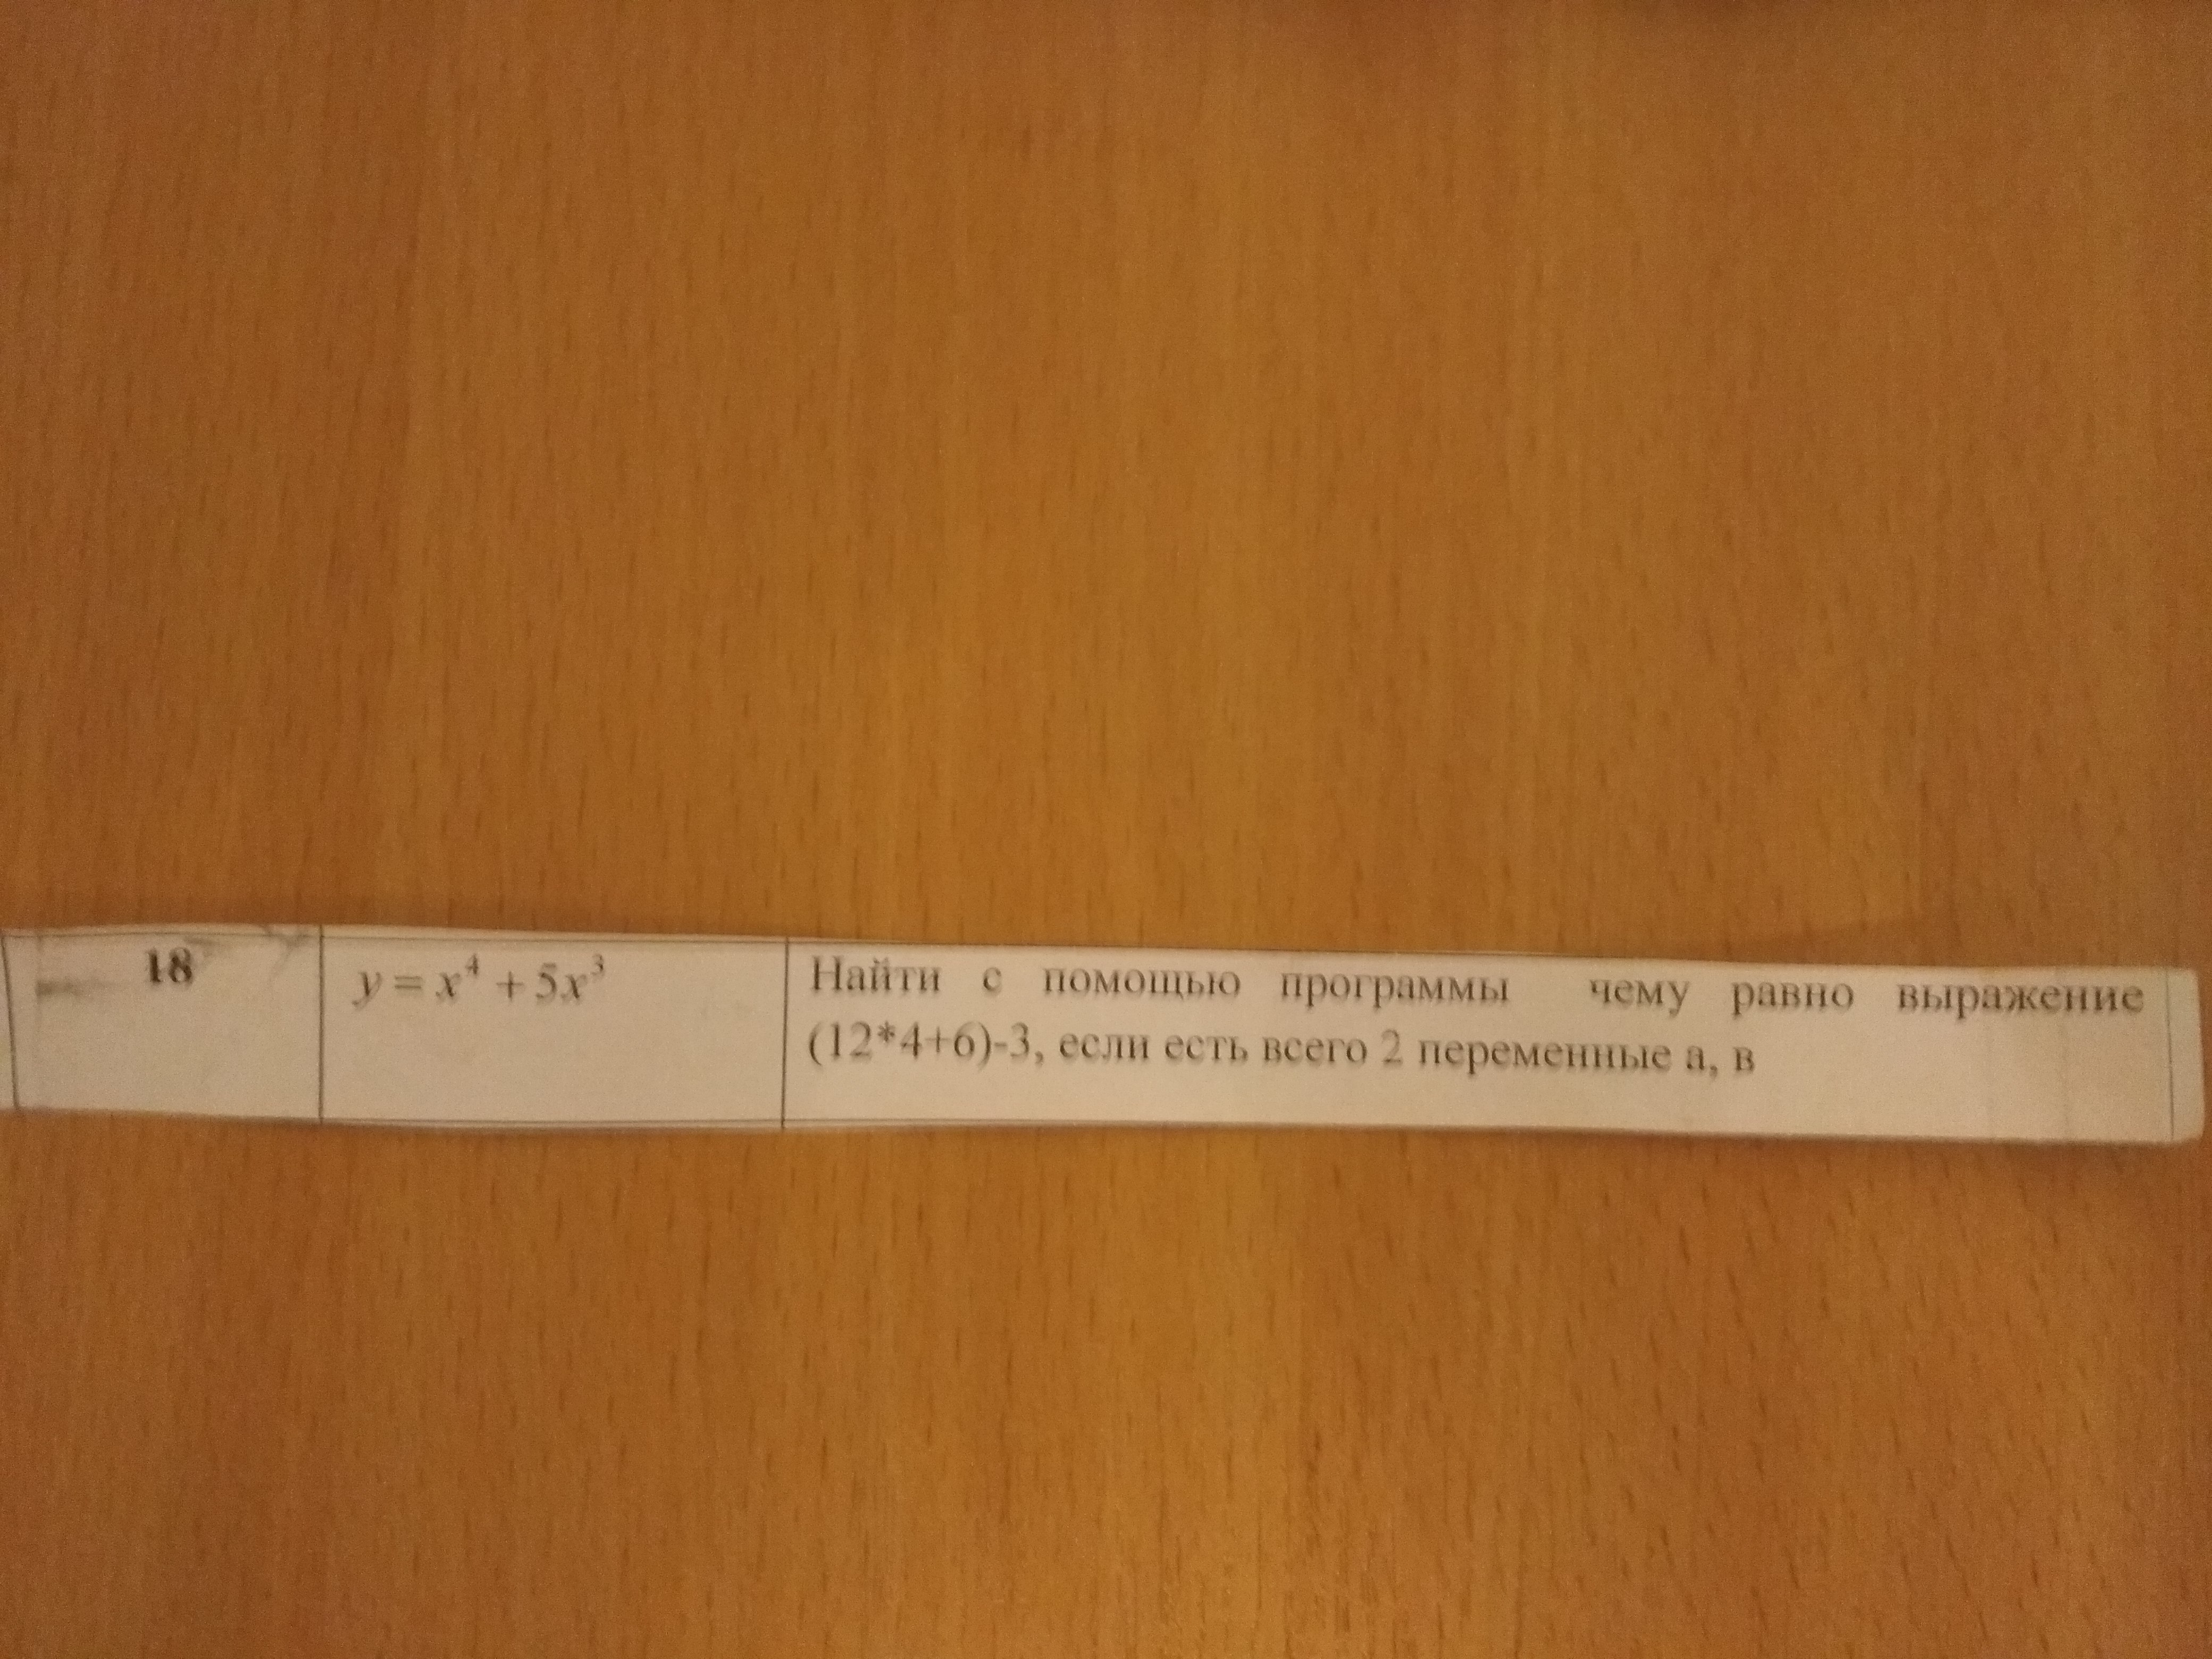 18
y = x⁴ + 5x³
Найти с помощью программы чему равно выражение
(12*4+6)-3, если есть всего 2 переменные а, в